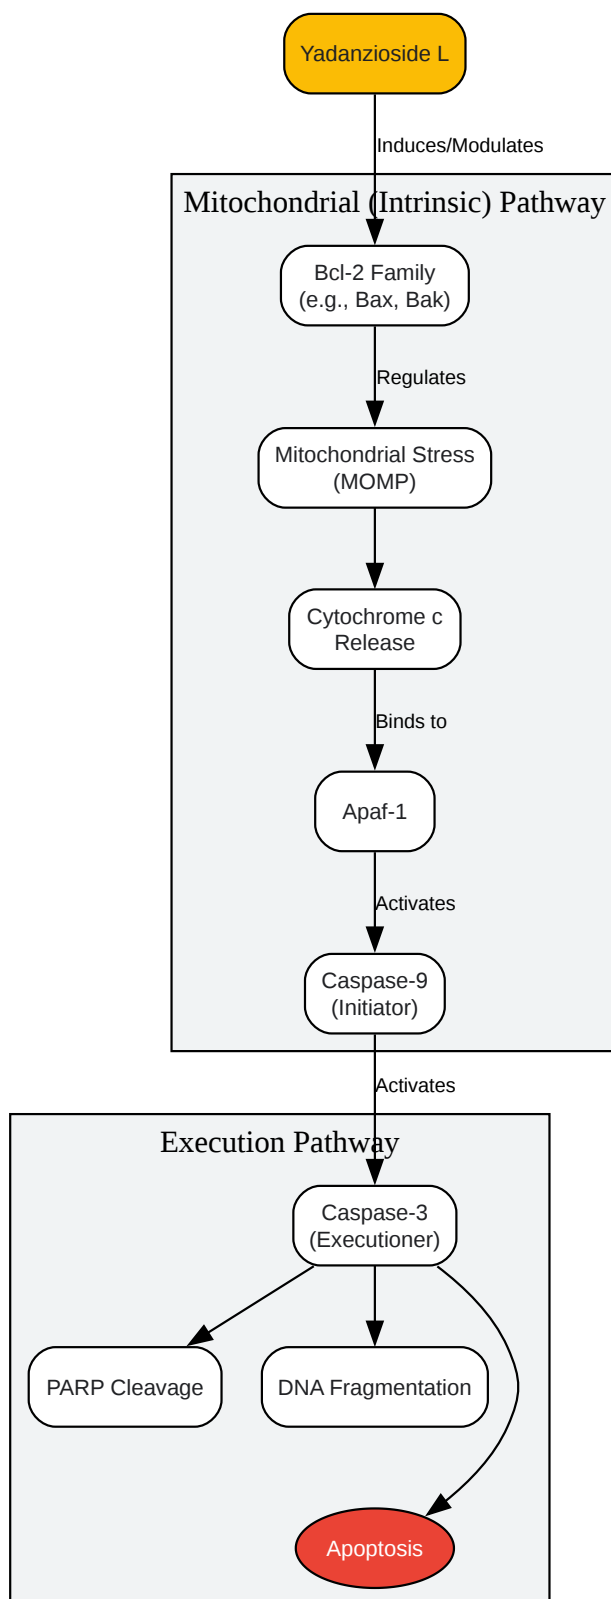 Yadanzioside L
Induces/Modulates
Mitochondrial (Intrinsic) Pathway
Bcl-2 Family
(e.g., Bax, Bak)
Regulates
Mitochondrial Stress
(MOMP)
Cytochrome c
Release
Binds to
Apaf-1
Activates
Caspase-9
(Initiator)
Activates
Execution Pathway
Caspase-3
(Executioner)
PARP Cleavage
DNA Fragmentation
Apoptosis